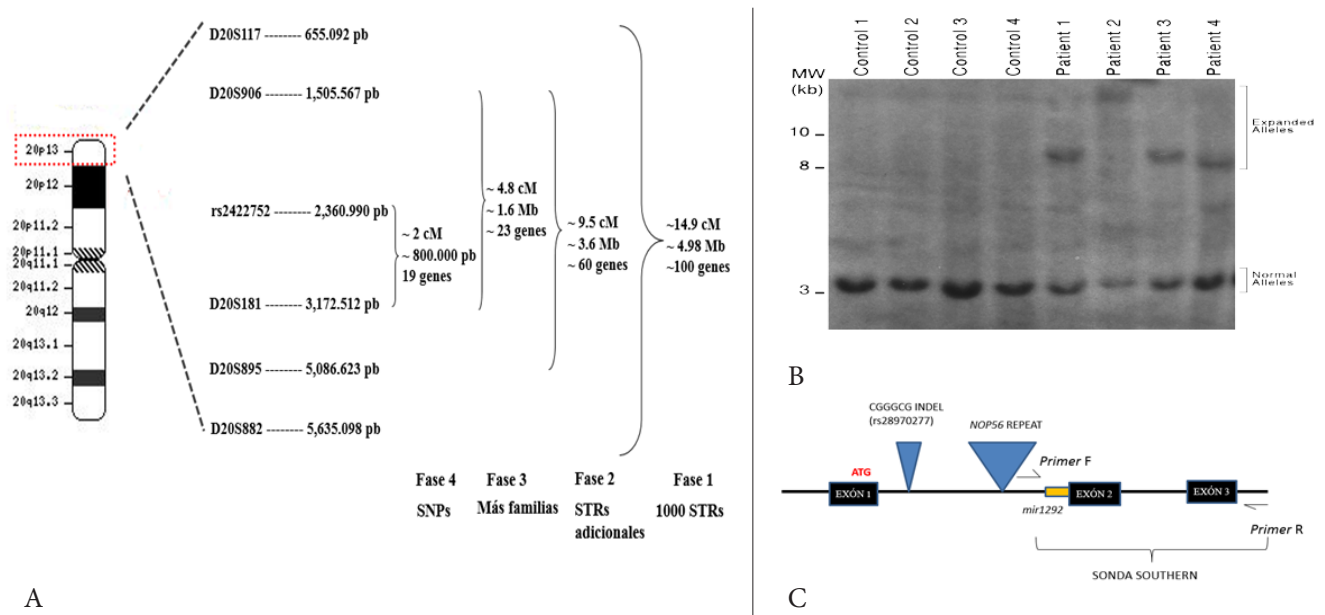 D20S117 -------- 655.092 pb
D20S906 -------- 1,505.567 pb
rs2422752 -------- 2,360.990 pb
D20S181 -------- 3,172.512 pb
D20S895 -------- 5,086.623 pb
D20S882 ---- 5,635.098 pb
20p13
20p12
20p11.2
20p11.1
20q11.1
20q11.2
20q12
20q13.1
20q13.2
20q13.3
~ 2 cM
~ 800.000 pb
19 genes
~ 4.8 cM
~ 1.6 Mb
~ 23 genes
~ 9.5 cM
~ 3.6 Mb
~ 60 genes
~14.9 cM
~ 4.98 Mb
~100 genes
Fase 4
SNPs
Fase 3
Más familias
Fase 2
STRs
adicionales
Fase 1
1000 STRs
A
Control 1
Control 2
Control 3
Control 4
Patient 1
Patient 2
Patient 3
Patient 4
MW
(kb)
10
8
3
Expanded
Alleles
Normal
Alleles
B
CGGGCG INDEL
(rs28970277)
NOP56 REPEAT
Primer F
ATG
EXÓN 1
EXÓN 2
EXÓN 3
mir1292
Primer R
SONDA SOUTHERN
C